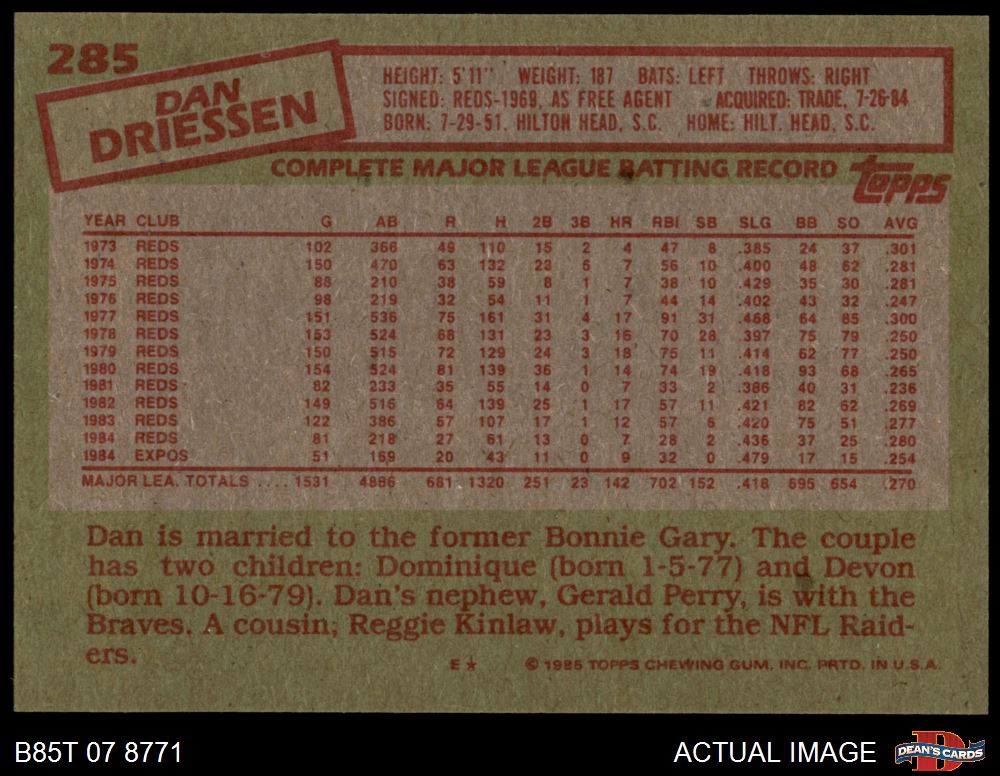 285
DAN
DRIESSEN
HEIGHT: 5'11" WEIGHT: 187 BATS: LEFT THROWS: RIGHT
SIGNED: REDS-1969, AS FREE AGENT ACQUIRED: TRADE, 7-26-84
BORN: 7-29-51, HILTON HEAD, S.C. HOME: HILT. HEAD, S.C.
COMPLETE MAJOR LEAGUE BATTING RECORD topps
YEAR CLUB G AB R H 2B 3B HR RBI SB SLG BB SO AVG
1973 REDS 102 366 49 110 15 2 4 47 8 .385 24 37 .301
1974 REDS 150 470 63 132 23 5 7 56 10 .400 48 62 .281
1975 REDS 88 210 38 59 8 1 7 38 10 .429 35 30 .281
1976 REDS 98 219 32 54 11 1 7 44 14 .402 43 32 .247
1977 REDS 151 536 75 161 31 4 17 91 31 .468 64 85 .300
1978 REDS 153 524 68 131 23 3 16 70 28 .397 75 79 .250
1979 REDS 150 515 72 129 24 3 18 75 11 .414 62 77 .250
1980 REDS 154 524 81 139 36 1 14 74 19 .418 93 68 .265
1981 REDS 82 233 35 55 14 0 7 33 2 .386 40 31 .236
1982 REDS 149 516 64 139 25 1 17 57 11 .421 82 62 .269
1983 REDS 122 386 57 107 17 1 12 57 6 .420 75 51 .277
1984 REDS 81 218 27 61 13 0 7 28 2 .436 37 25 .280
1984 EXPOS 51 169 20 43 11 0 9 32 0 .479 17 15 .254
MAJOR LEA. TOTALS .... 1531 4886 681 1320 251 23 142 702 152 .418 695 654 .270
Dan is married to the former Bonnie Gary. The couple
has two children: Dominique (born 1-5-77) and Devon
(born 10-16-79). Dan's nephew, Gerald Perry, is with the
Braves. A cousin, Reggie Kinlaw, plays for the NFL Raid-
ers.
E ★ © 1985 TOPPS CHEWING GUM, INC. PRTD. IN U.S.A.
B85T 07 8771 ACTUAL IMAGE DEAN'S CARDS